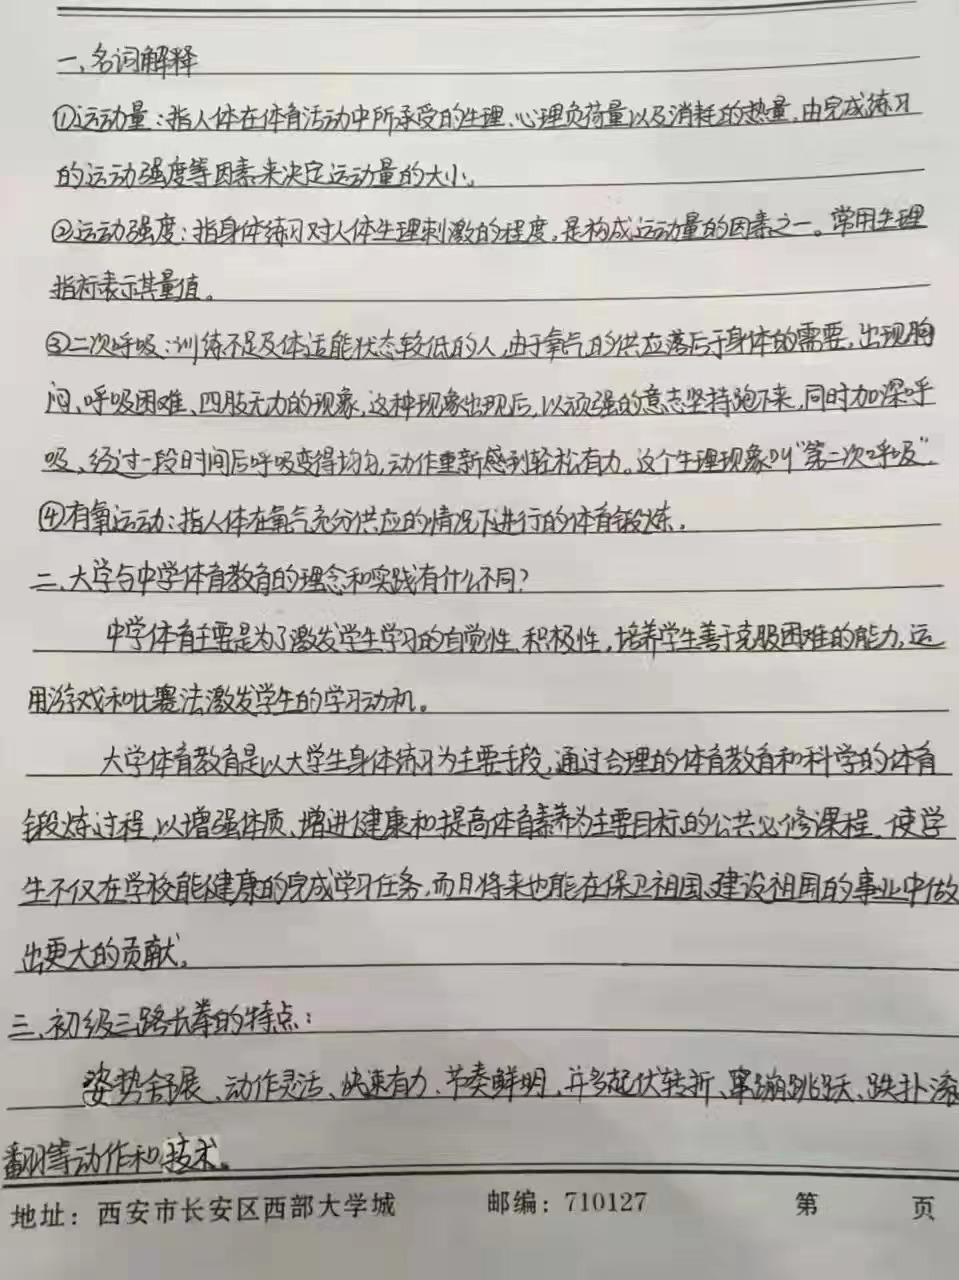 一、名词解释
①运动量：指人体在体育活动中所承受的生理、心理负荷量以及消耗的热量，由完成练习
的运动强度等因素来决定运动量的大小。
②运动强度：指身体练习对人体生理刺激的程度，是构成运动量的因素之一。常用生理
指标表示其量值。
③二次呼吸：训练不足及体适能状态较低的人，由于氧气的供应落后于身体的需要，出现胸
闷、呼吸困难、四肢无力的现象，这种现象出现后，以顽强的意志坚持跑下来，同时加深呼
吸，经过一段时间后呼吸变得均匀，动作重新感到轻松有力。这个生理现象叫“第二次呼吸”.
④有氧运动：指人体在氧气充分供应的情况下进行的体育锻炼．
二、大学与中学体育教育的理念和实践有什么不同？
中学体育主要是为了激发学生学习的自觉性、积极性，培养学生善于克服困难的能力，运
用游戏和比赛法激发学生的学习动机。
大学体育教育是以大学生身体练习为主要手段，通过合理的体育教育和科学的体育
锻炼过程，以增强体质、增进健康和提高体育素养为主要目标的公共必修课程，使学
生不仅在学校能健康的完成学习任务，而且将来也能在保卫祖国、建设祖国的事业中做
出更大的贡献。
三、初级三路长拳的特点：
姿势舒展、动作灵活、快速有力、节奏鲜明，并多起伏转折、窜蹦跳跃、跌扑滚
翻等动作和技术。
地址：西安市长安区西部大学城 邮编：710127 第 页